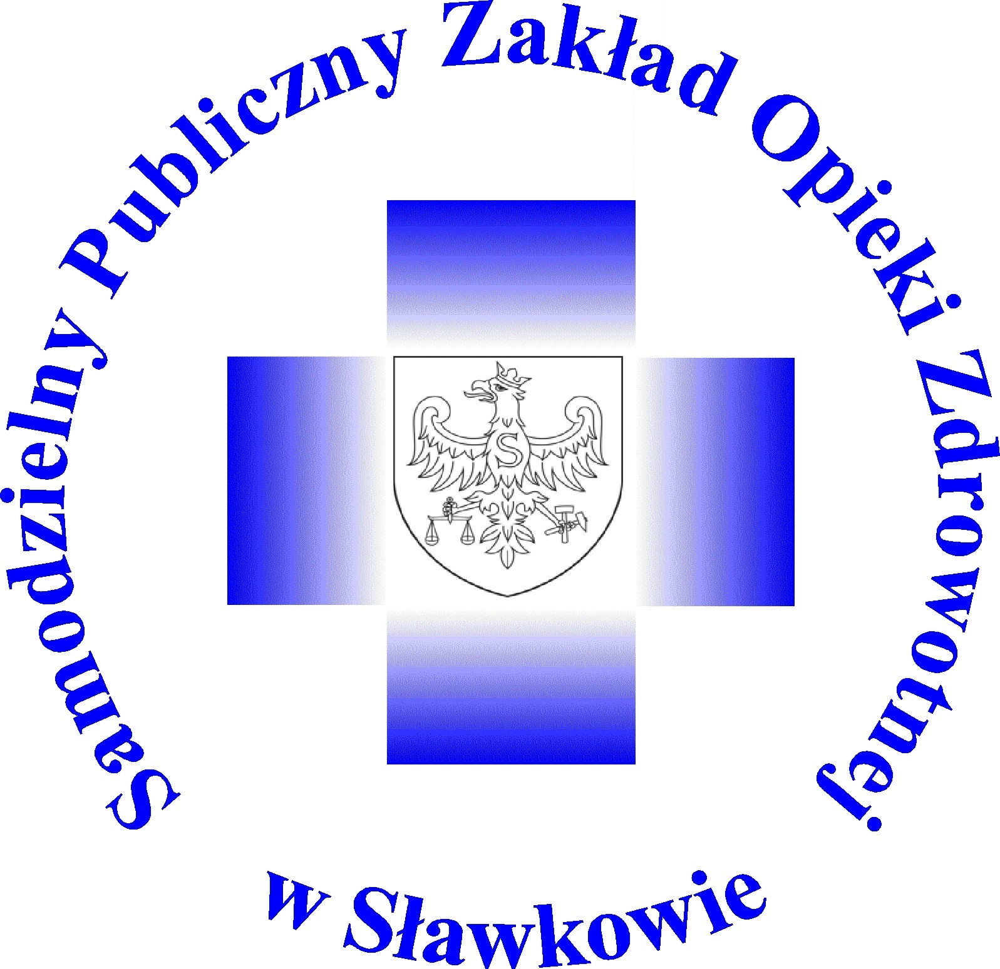 Samodzielny Publiczny Zakład Opieki Zdrowotnej
w Sławkowie
S